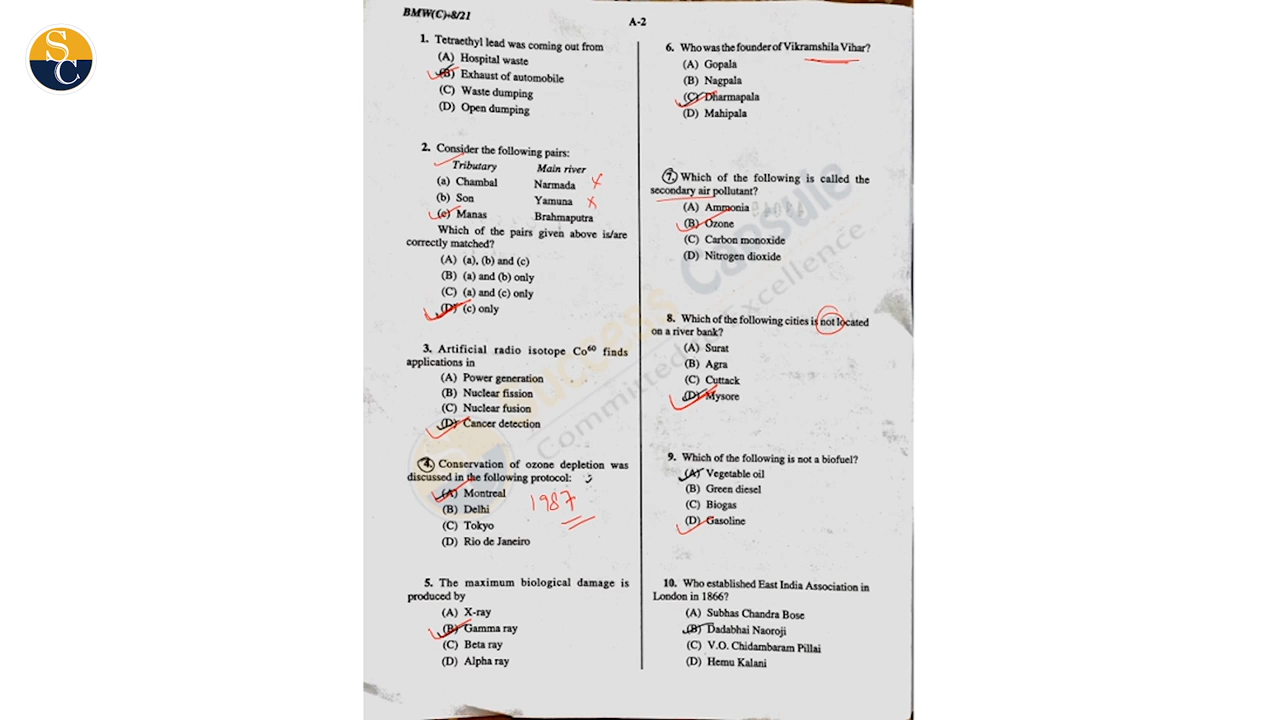 S
C
BMW(C)-8/21
A-2
1. Tetraethyl lead was coming out from
(A) Hospital waste
(B) Exhaust of automobile
(C) Waste dumping
(D) Open dumping
2. Consider the following pairs:
Tributary Main river
(a) Chambal Narmada
(b) Son Yamuna
(c) Manas Brahmaputra
Which of the pairs given above is/are
correctly matched?
(A) (a), (b) and (c)
(B) (a) and (b) only
(C) (a) and (c) only
(D) (c) only
3. Artificial radio isotope Co⁶⁰ finds
applications in
(A) Power generation
(B) Nuclear fission
(C) Nuclear fusion
(D) Cancer detection
4. Conservation of ozone depletion was
discussed in the following protocol:
(A) Montreal
1987
(B) Delhi
(C) Tokyo
(D) Rio de Janeiro
5. The maximum biological damage is
produced by
(A) X-ray
(B) Gamma ray
(C) Beta ray
(D) Alpha ray
6. Who was the founder of Vikramshila Vihar?
(A) Gopala
(B) Nagpala
(C) Dharmapala
(D) Mahipala
7. Which of the following is called the
secondary air pollutant?
(A) Ammonia
(B) Ozone
(C) Carbon monoxide
(D) Nitrogen dioxide
8. Which of the following cities is not located
on a river bank?
(A) Surat
(B) Agra
(C) Cuttack
(D) Mysore
9. Which of the following is not a biofuel?
(A) Vegetable oil
(B) Green diesel
(C) Biogas
(D) Gasoline
10. Who established East India Association in
London in 1866?
(A) Subhas Chandra Bose
(B) Dadabhai Naoroji
(C) V.O. Chidambaram Pillai
(D) Hemu Kalani
Success Capsule
Committed to Excellence